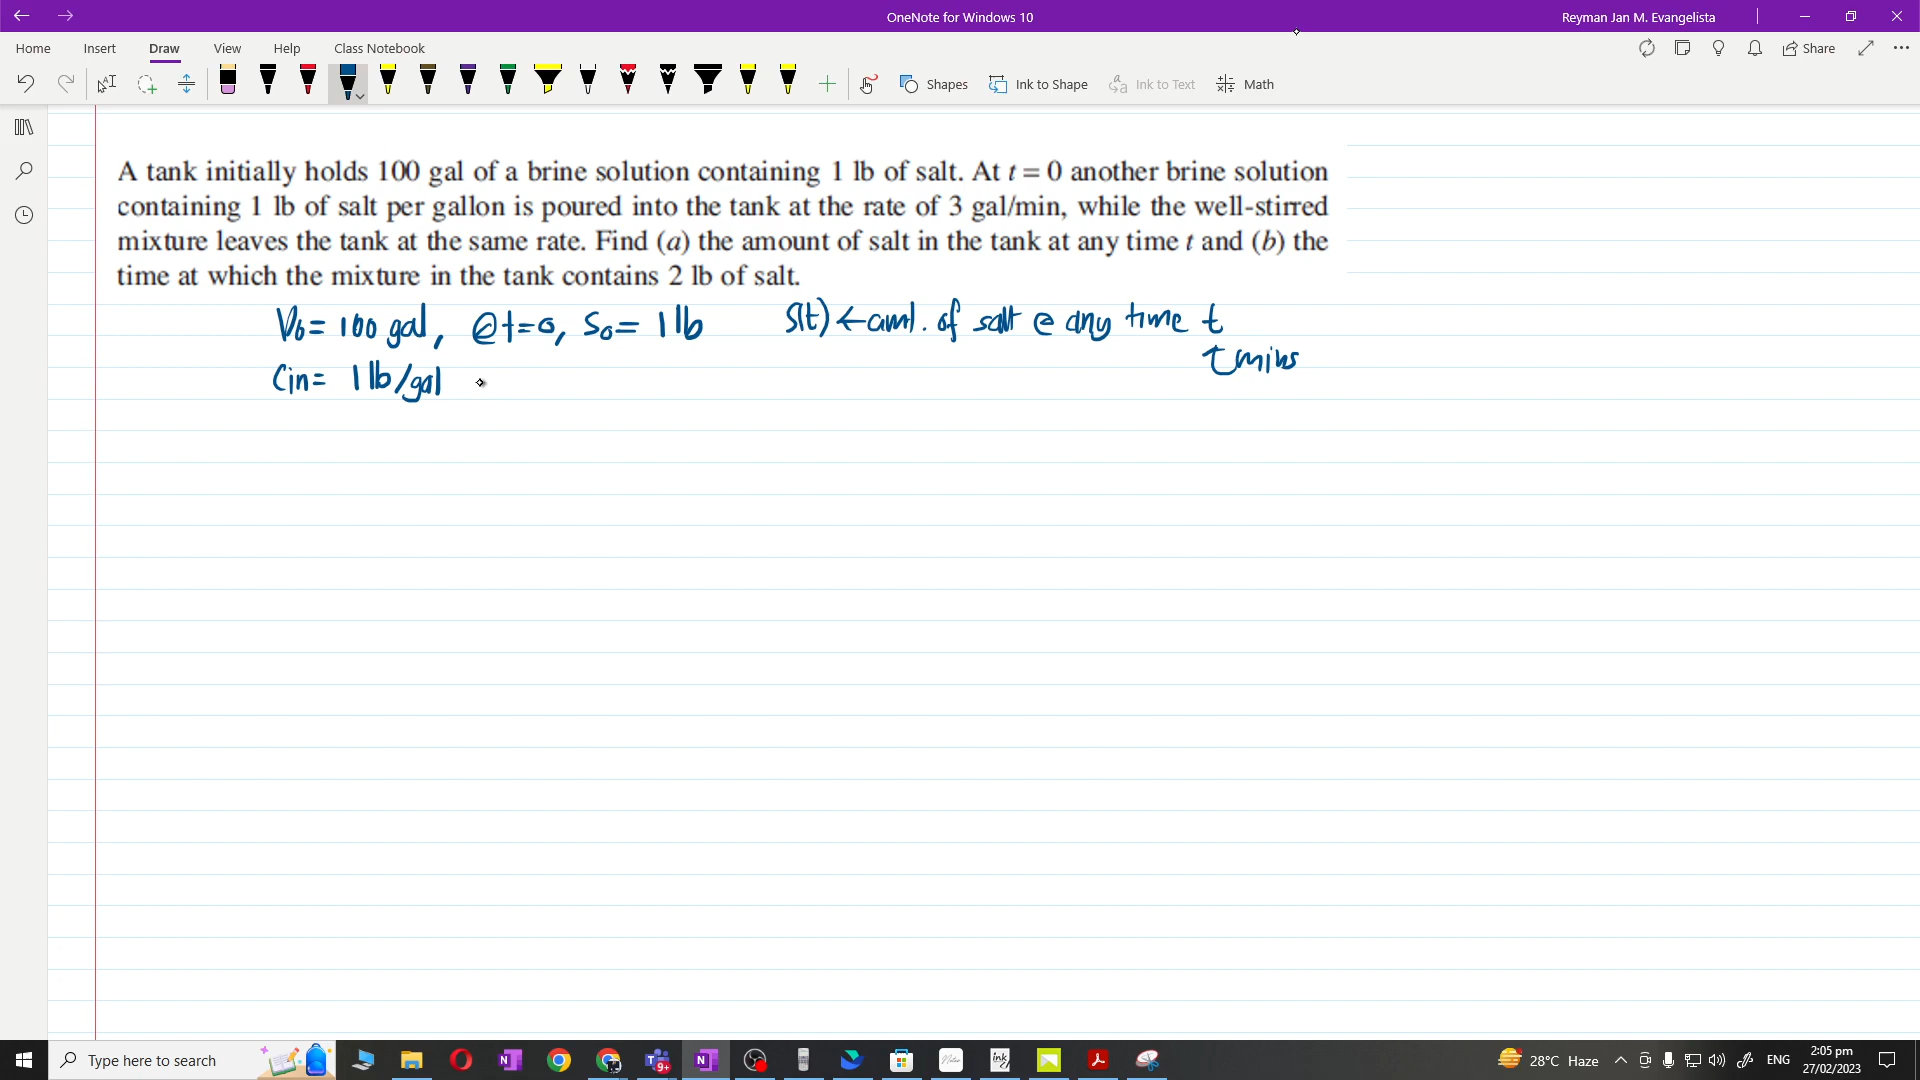 OneNote for Windows 10
Reyman Jan M. Evangelista
Home Insert Draw View Help Class Notebook
Share
Shapes Ink to Shape Ink to Text Math
A tank initially holds 100 gal of a brine solution containing 1 lb of salt. At t = 0 another brine solution
containing 1 lb of salt per gallon is poured into the tank at the rate of 3 gal/min, while the well-stirred
mixture leaves the tank at the same rate. Find (a) the amount of salt in the tank at any time t and (b) the
time at which the mixture in the tank contains 2 lb of salt.
V₀ = 100 gal, @t=0, S₀ = 1 lb S(t) ← amt. of salt @ any time t
t mins
Cin = 1 lb/gal
Type here to search
28°C Haze
ENG
2:05 pm
27/02/2023